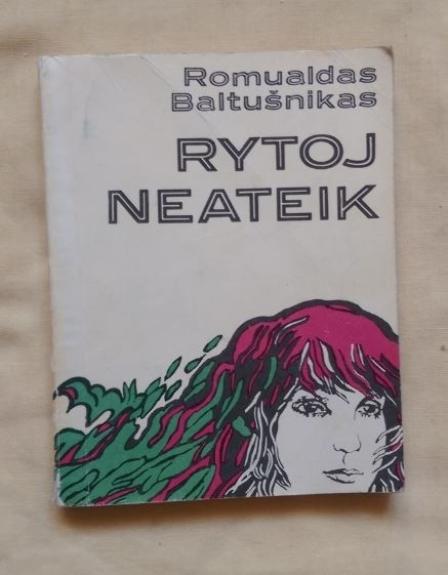 Romualdas
Baltušnikas
RYTOJ
NEATEIK